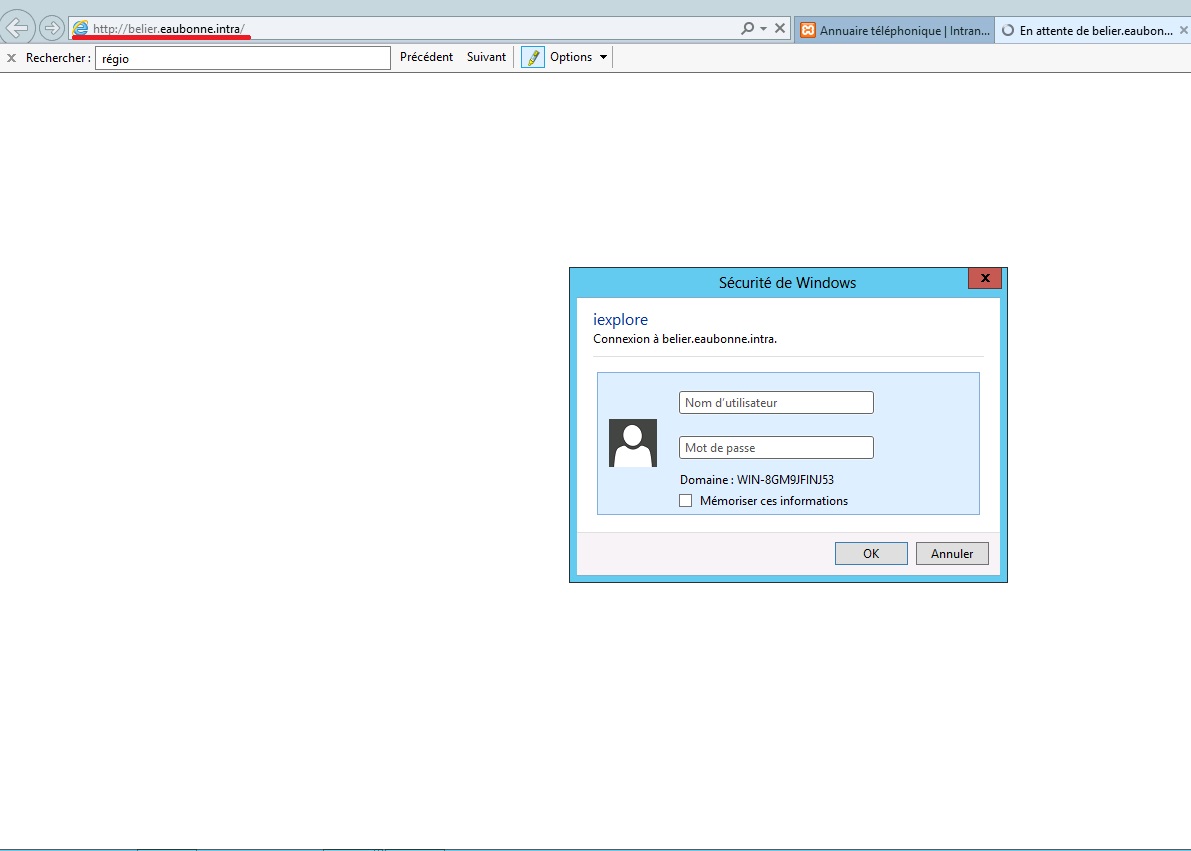 http://belier.eaubonne.intra/
Annuaire téléphonique | Intran...
En attente de belier.eaubon...
Rechercher :
régio
Précédent
Suivant
Options
Sécurité de Windows
iexplore
Connexion à belier.eaubonne.intra.
Nom d'utilisateur
Mot de passe
Domaine : WIN-8GM9JFINJ53
Mémoriser ces informations
OK
Annuler